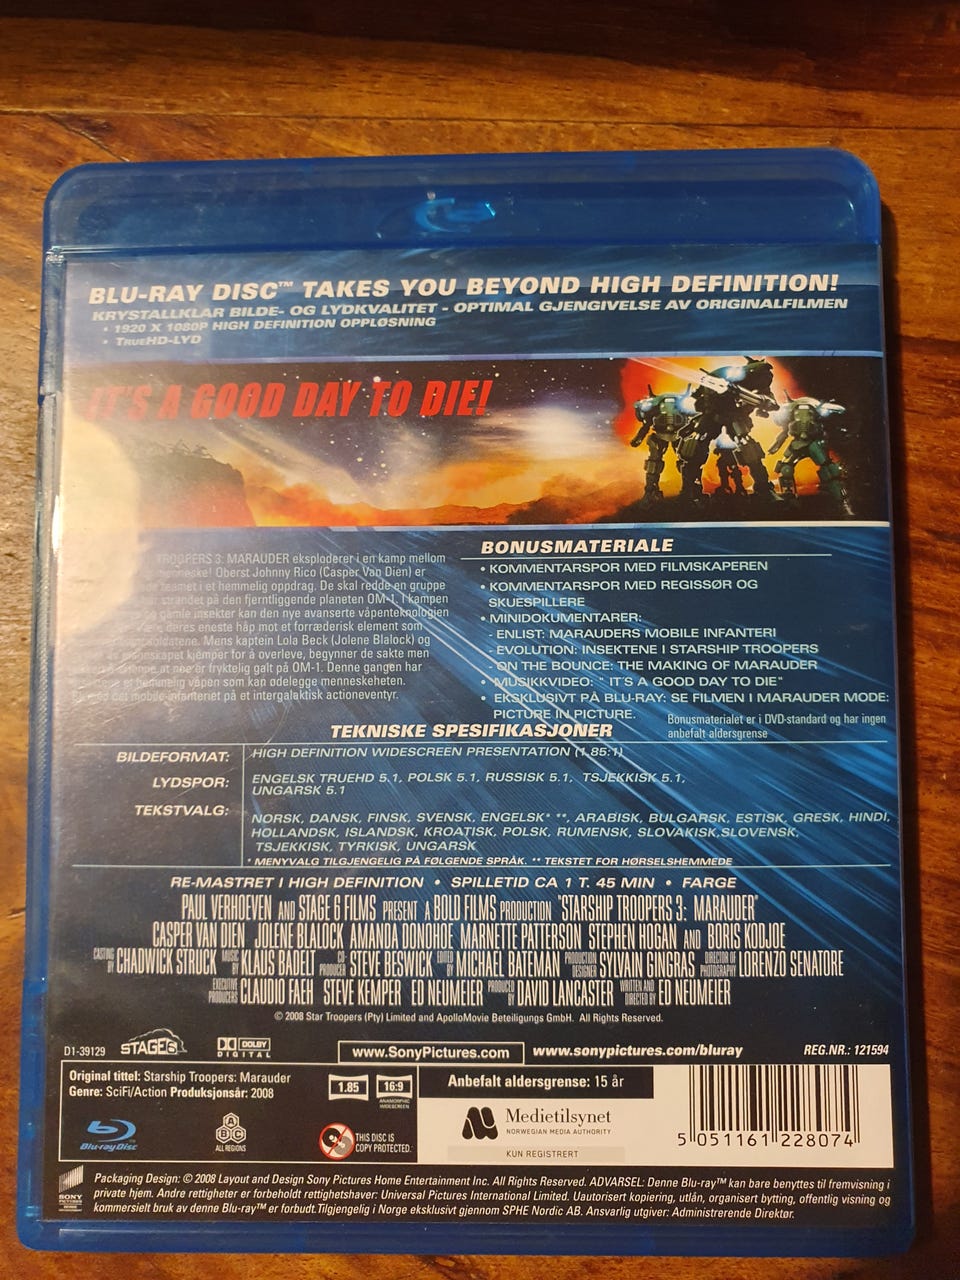 BLU-RAY DISC™ TAKES YOU BEYOND HIGH DEFINITION!
KRYSTALLKLAR BILDE- OG LYDKVALITET - OPTIMAL GJENGIVELSE AV ORIGINALFILMEN
• 1920 X 1080P HIGH DEFINITION OPPLØSNING
• TRUEHD-LYD
IT'S A GOOD DAY TO DIE!
TROOPERS 3: MARAUDER eksploderer i en kamp mellom
Oberst Johnny Rico (Casper Van Dien) er
teamet i et hemmelig oppdrag. De skal redde en gruppe
strandet på den fjerntliggende planeten OM-1. I kampen
gamle insekter kan den nye avanserte våpenteknologien
deres eneste håp mot et forrædersk element som
Mens kaptein Lola Beck (Jolene Blalock) og
kjemper for å overleve, begynner de sakte men
at noe er fryktelig galt på OM-1. Denne gangen har
et hemmelig våpen som kan ødelegge menneskeheten.
med det mobile infanteriet på et intergalaktisk actioneventyr.
BONUSMATERIALE
• KOMMENTARSPOR MED FILMSKAPEREN
• KOMMENTARSPOR MED REGISSØR OG
SKUESPILLERE
• MINIDOKUMENTARER:
- ENLIST: MARAUDERS MOBILE INFANTERI
- EVOLUTION: INSEKTENE I STARSHIP TROOPERS
- ON THE BOUNCE: THE MAKING OF MARAUDER
• MUSIKKVIDEO: " IT'S A GOOD DAY TO DIE"
• EKSKLUSIVT PÅ BLU-RAY: SE FILMEN I MARAUDER MODE:
PICTURE IN PICTURE.
Bonusmaterialet er i DVD-standard og har ingen
anbefalt aldersgrense
TEKNISKE SPESIFIKASJONER
BILDEFORMAT: HIGH DEFINITION WIDESCREEN PRESENTATION (1,85:1)
LYDSPOR: ENGELSK TRUEHD 5.1, POLSK 5.1, RUSSISK 5.1, TSJEKKISK 5.1,
UNGARSK 5.1
TEKSTVALG: NORSK, DANSK, FINSK, SVENSK, ENGELSK* **, ARABISK, BULGARSK, ESTISK, GRESK, HINDI,
HOLLANDSK, ISLANDSK, KROATISK, POLSK, RUMENSK, SLOVAKISK,SLOVENSK,
TSJEKKISK, TYRKISK, UNGARSK
* MENYVALG TILGJENGELIG PÅ FØLGENDE SPRÅK. ** TEKSTET FOR HØRSELSHEMMEDE
RE-MASTRET I HIGH DEFINITION • SPILLETID CA 1 T. 45 MIN • FARGE
PAUL VERHOEVEN AND STAGE 6 FILMS PRESENT A BOLD FILMS PRODUCTION "STARSHIP TROOPERS 3: MARAUDER"
CASPER VAN DIEN JOLENE BLALOCK AMANDA DONOHOE MARNETTE PATTERSON STEPHEN HOGAN AND BORIS KODJOE
CASTING BY CHADWICK STRUCK MUSIC BY KLAUS BADELT CO-PRODUCER STEVE BESWICK EDITED BY MICHAEL BATEMAN PRODUCTION DESIGNER SYLVAIN GINGRAS DIRECTOR OF PHOTOGRAPHY LORENZO SENATORE
EXECUTIVE PRODUCERS CLAUDIO FAEH STEVE KEMPER ED NEUMEIER PRODUCED BY DAVID LANCASTER WRITTEN AND DIRECTED BY ED NEUMEIER
© 2008 Star Troopers (Pty) Limited and ApolloMovie Beteiligungs GmbH. All Rights Reserved.
D1-39129 STAGE6 DOLBY DIGITAL www.SonyPictures.com www.sonypictures.com/bluray REG.NR.: 121594
Original tittel: Starship Troopers: Marauder
Genre: SciFi/Action Produksjonsår: 2008
1.85 16:9
ANAMORPHIC
WIDESCREEN
Blu-ray Disc
ABC
ALL REGIONS
THIS DISC IS
COPY PROTECTED.
Anbefalt aldersgrense: 15 år
Medietilsynet
NORWEGIAN MEDIA AUTHORITY
KUN REGISTRERT
5 051161 228074
SONY
PICTURES
Packaging Design: © 2008 Layout and Design Sony Pictures Home Entertainment Inc. All Rights Reserved. ADVARSEL: Denne Blu-ray™ kan bare benyttes til fremvisning i
private hjem. Andre rettigheter er forbeholdt rettighetshaver: Universal Pictures International Limited. Uautorisert kopiering, utlån, organisert bytting, offentlig visning og
kommersielt bruk av denne Blu-ray™ er forbudt.Tilgjengelig i Norge eksklusivt gjennom SPHE Nordic AB. Ansvarlig utgiver: Administrerende Direktør.